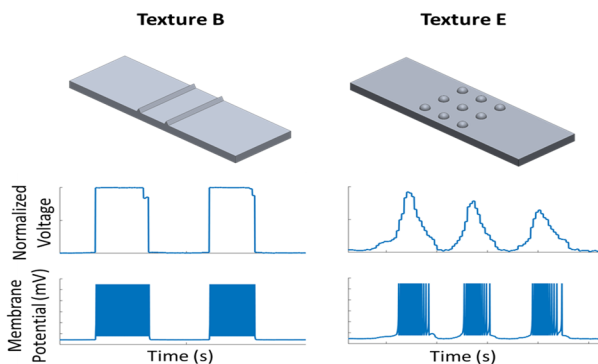 Texture B
Texture E
Normalized
Voltage
Membrane
Potential (mV)
Time (s)
Time (s)